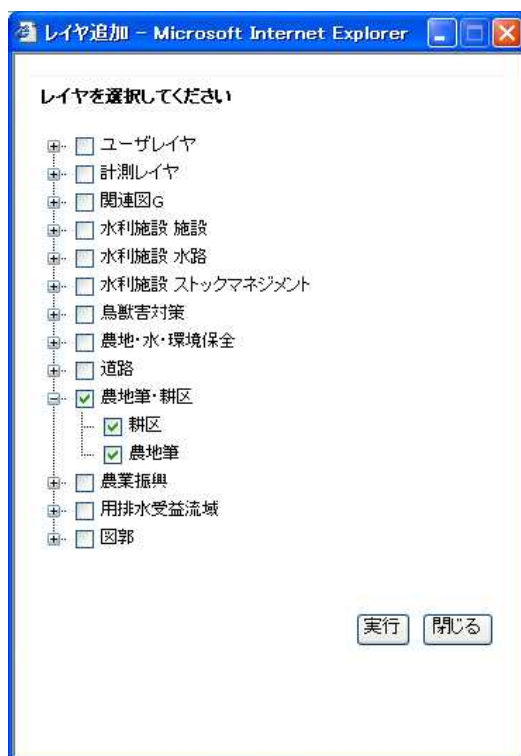 レイヤ追加 - Microsoft Internet Explorer
レイヤを選択してください
ユーザレイヤ
計測レイヤ
関連図G
水利施設 施設
水利施設 水路
水利施設 ストックマネジメント
鳥獣害対策
農地・水・環境保全
道路
農地筆・耕区
耕区
農地筆
農業振興
用排水受益流域
図郭
実行 閉じる